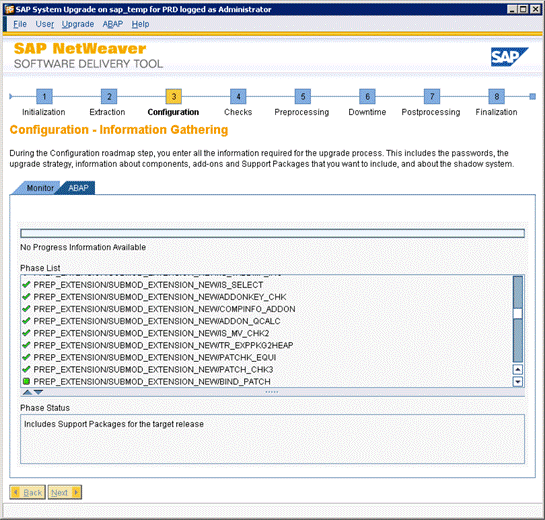 SAP System Upgrade on sap_temp for PRD logged as Administrator
File User Upgrade ABAP Help
SAP NetWeaver
SOFTWARE DELIVERY TOOL
SAP
1 2 3 4 5 6 7 8
Initialization Extraction Configuration Checks Preprocessing Downtime Postprocessing Finalization
Configuration - Information Gathering
During the Configuration roadmap step, you enter all the information required for the upgrade process. This includes the passwords, the
upgrade strategy, information about components, add-ons and Support Packages that you want to include, and about the shadow system.
Monitor ABAP
No Progress Information Available
Phase List
PREP_EXTENSION/SUBMOD_EXTENSION_NEW/IS_SELECT
PREP_EXTENSION/SUBMOD_EXTENSION_NEW/ADDONKEY_CHK
PREP_EXTENSION/SUBMOD_EXTENSION_NEW/COMPINFO_ADDON
PREP_EXTENSION/SUBMOD_EXTENSION_NEW/ADDON_QCALC
PREP_EXTENSION/SUBMOD_EXTENSION_NEW/IS_MV_CHK2
PREP_EXTENSION/SUBMOD_EXTENSION_NEW/TR_EXPPKG2HEAP
PREP_EXTENSION/SUBMOD_EXTENSION_NEW/PATCHK_EQUI
PREP_EXTENSION/SUBMOD_EXTENSION_NEW/PATCH_CHK3
PREP_EXTENSION/SUBMOD_EXTENSION_NEW/BIND_PATCH
Phase Status
Includes Support Packages for the target release
Back Next